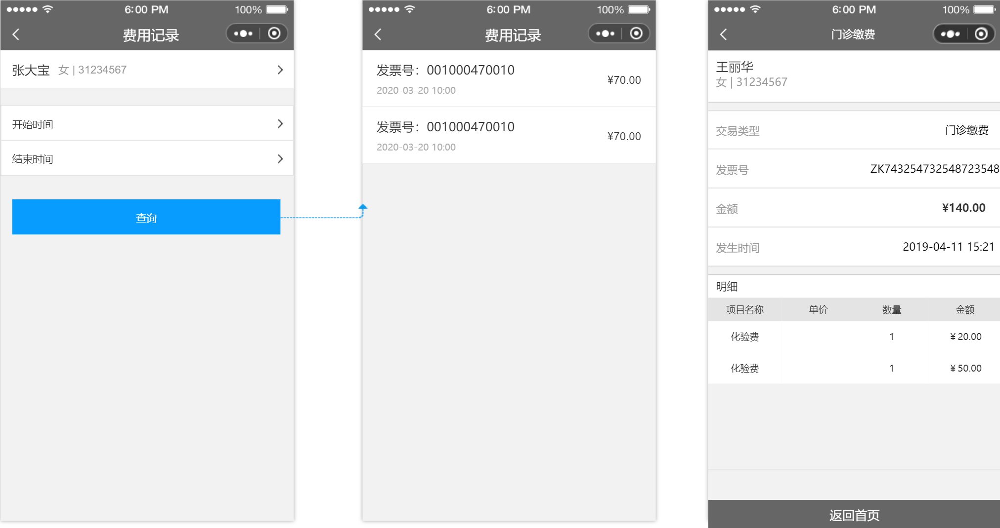 6:00 PM 100%
费用记录
张大宝 女 | 31234567
开始时间
结束时间
查询
6:00 PM 100%
费用记录
发票号：001000470010
¥70.00
2020-03-20 10:00
发票号：001000470010
¥70.00
2020-03-20 10:00
6:00 PM 100%
门诊缴费
王丽华
女 | 31234567
交易类型 门诊缴费
发票号 ZK743254732548723548
金额 ¥140.00
发生时间 2019-04-11 15:21
明细
项目名称 单价 数量 金额
化验费 1 ¥ 20.00
化验费 1 ¥ 50.00
返回首页